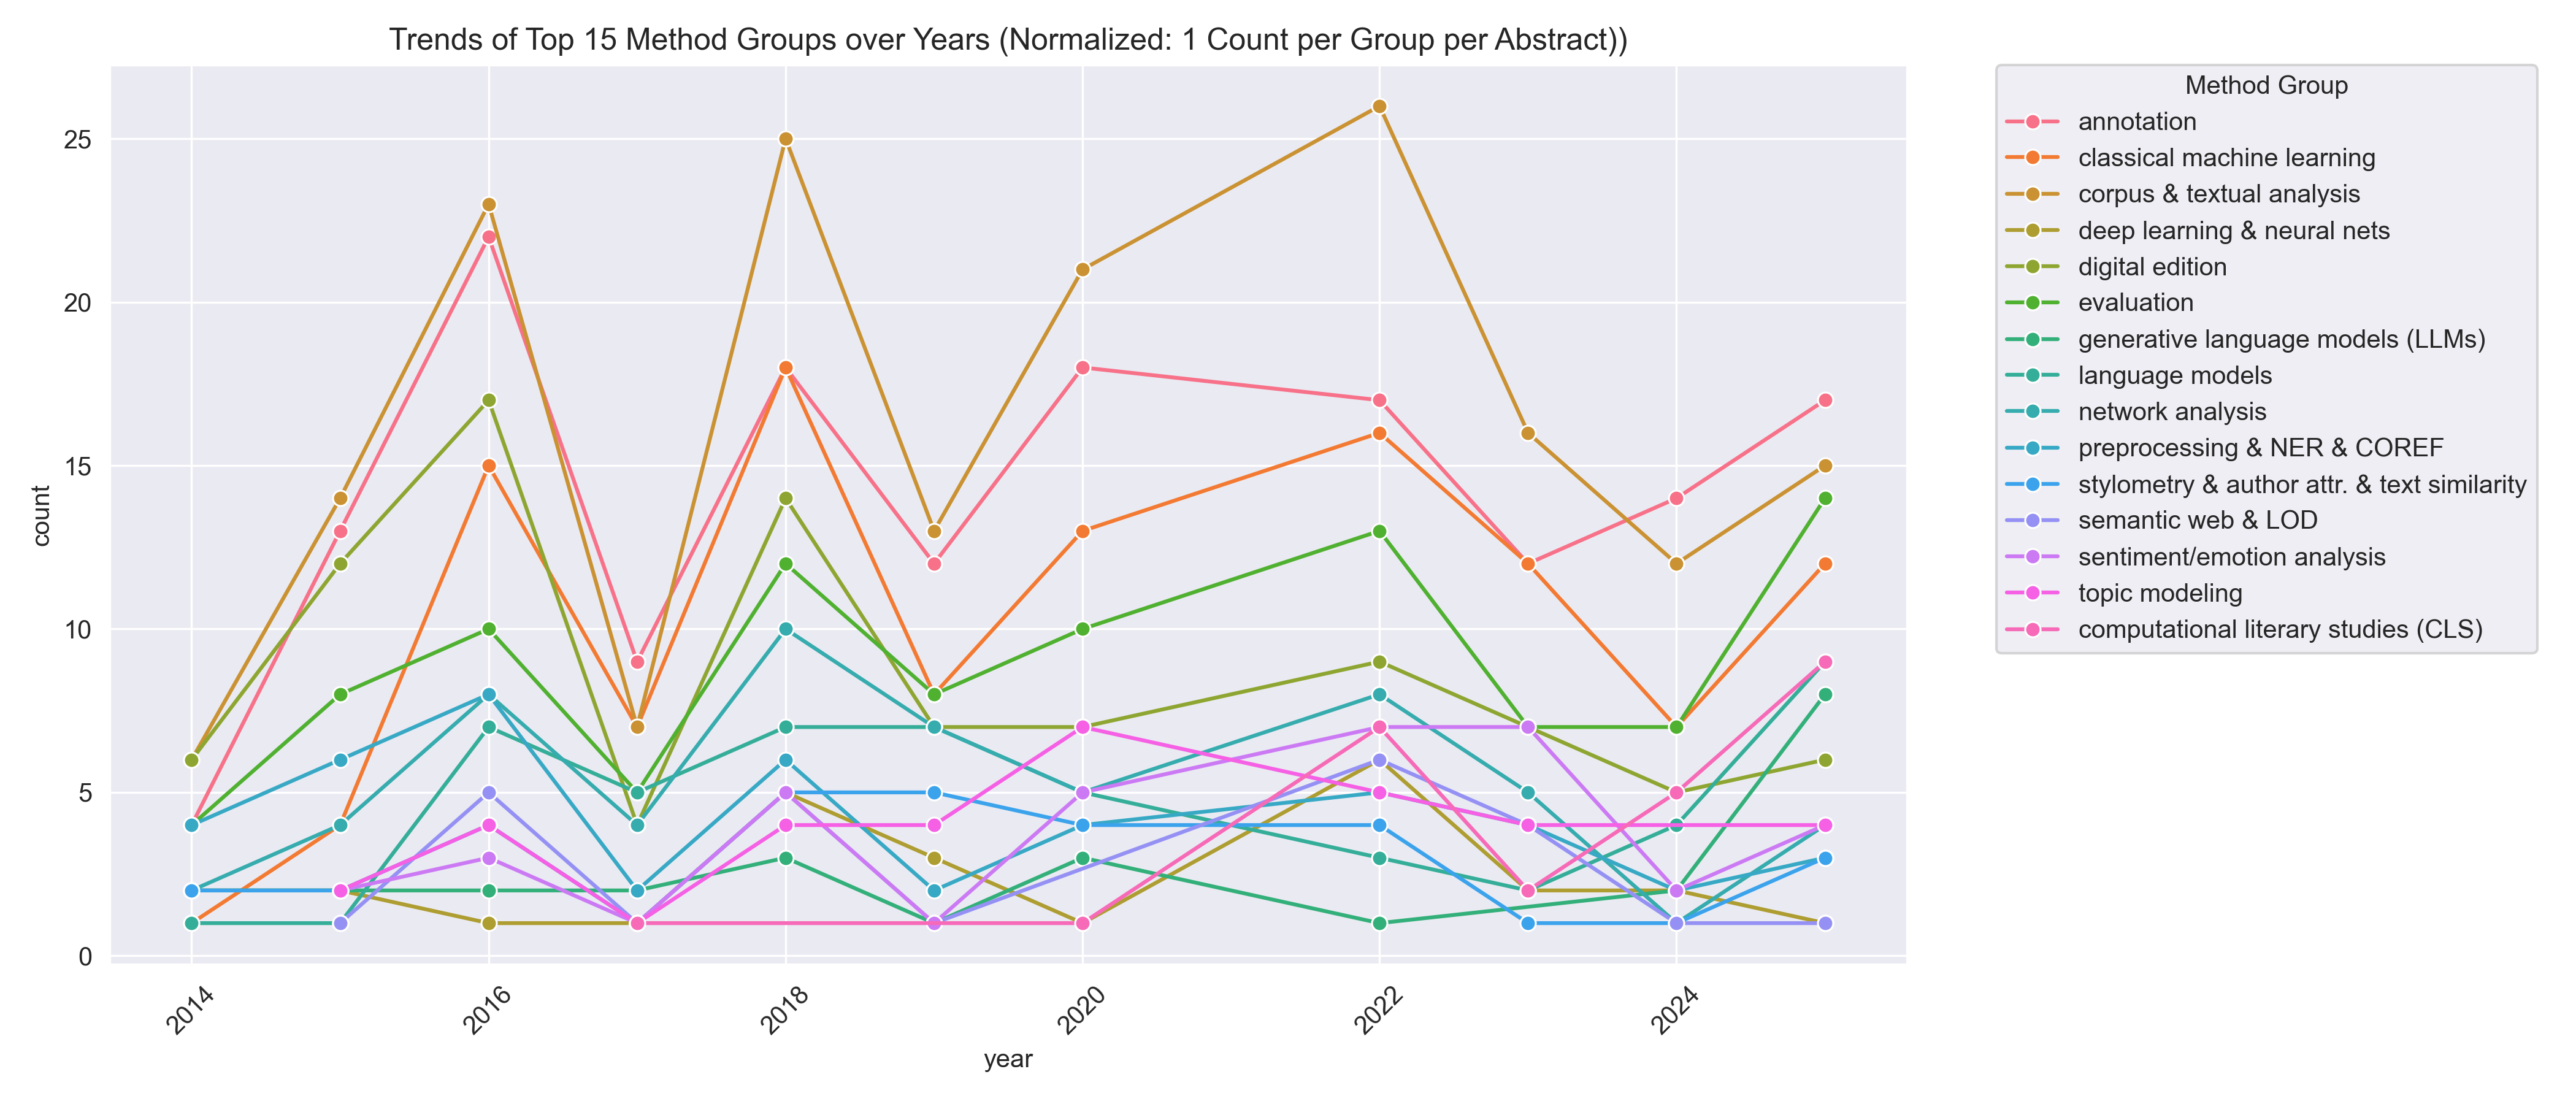 Trends of Top 15 Method Groups over Years (Normalized: 1 Count per Group per Abstract))
count
25
20
15
10
5
0
2014
2016
2018
2020
2022
2024
year
Method Group
annotation
classical machine learning
corpus & textual analysis
deep learning & neural nets
digital edition
evaluation
generative language models (LLMs)
language models
network analysis
preprocessing & NER & COREF
stylometry & author attr. & text similarity
semantic web & LOD
sentiment/emotion analysis
topic modeling
computational literary studies (CLS)